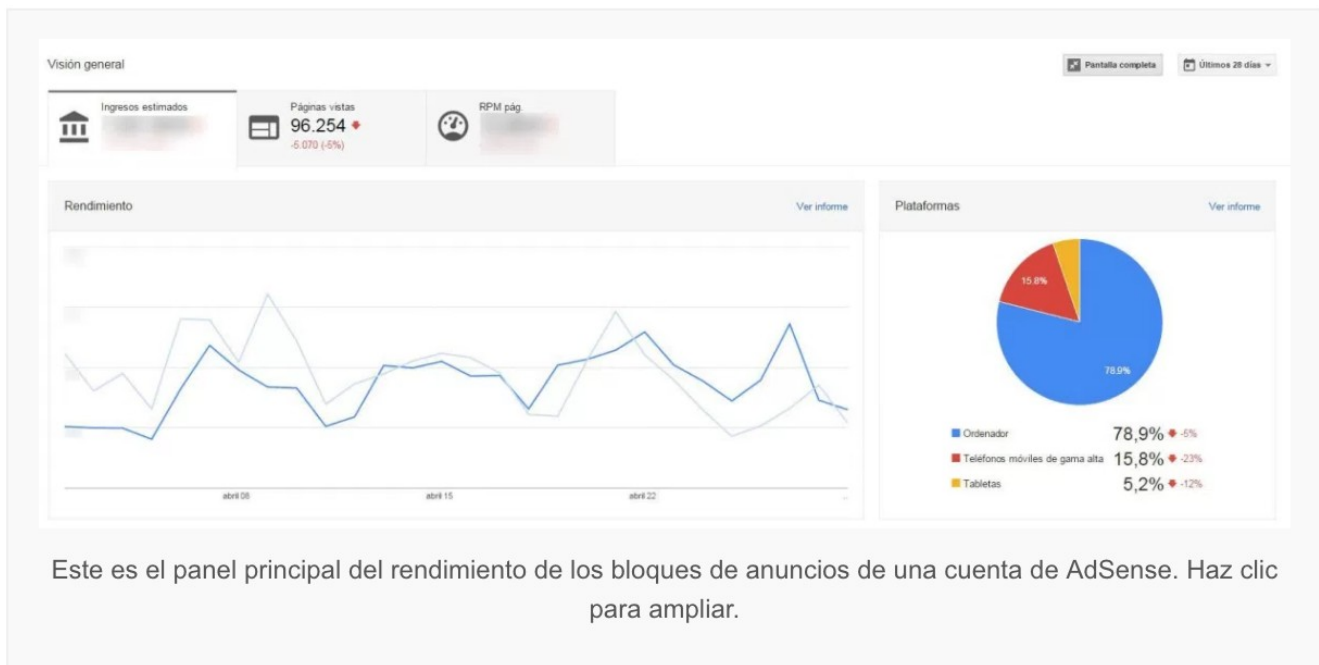 Visión general
Pantalla completa
Últimos 28 días
Ingresos estimados
Páginas vistas
96.254
-5.070 (-5%)
RPM pág.
Rendimiento
Ver informe
abril 08
abril 15
abril 22
Plataformas
Ver informe
15,8%
78,9%
Ordenador 78,9% -5%
Teléfonos móviles de gama alta 15,8% -23%
Tabletas 5,2% -12%
Este es el panel principal del rendimiento de los bloques de anuncios de una cuenta de AdSense. Haz clic
para ampliar.